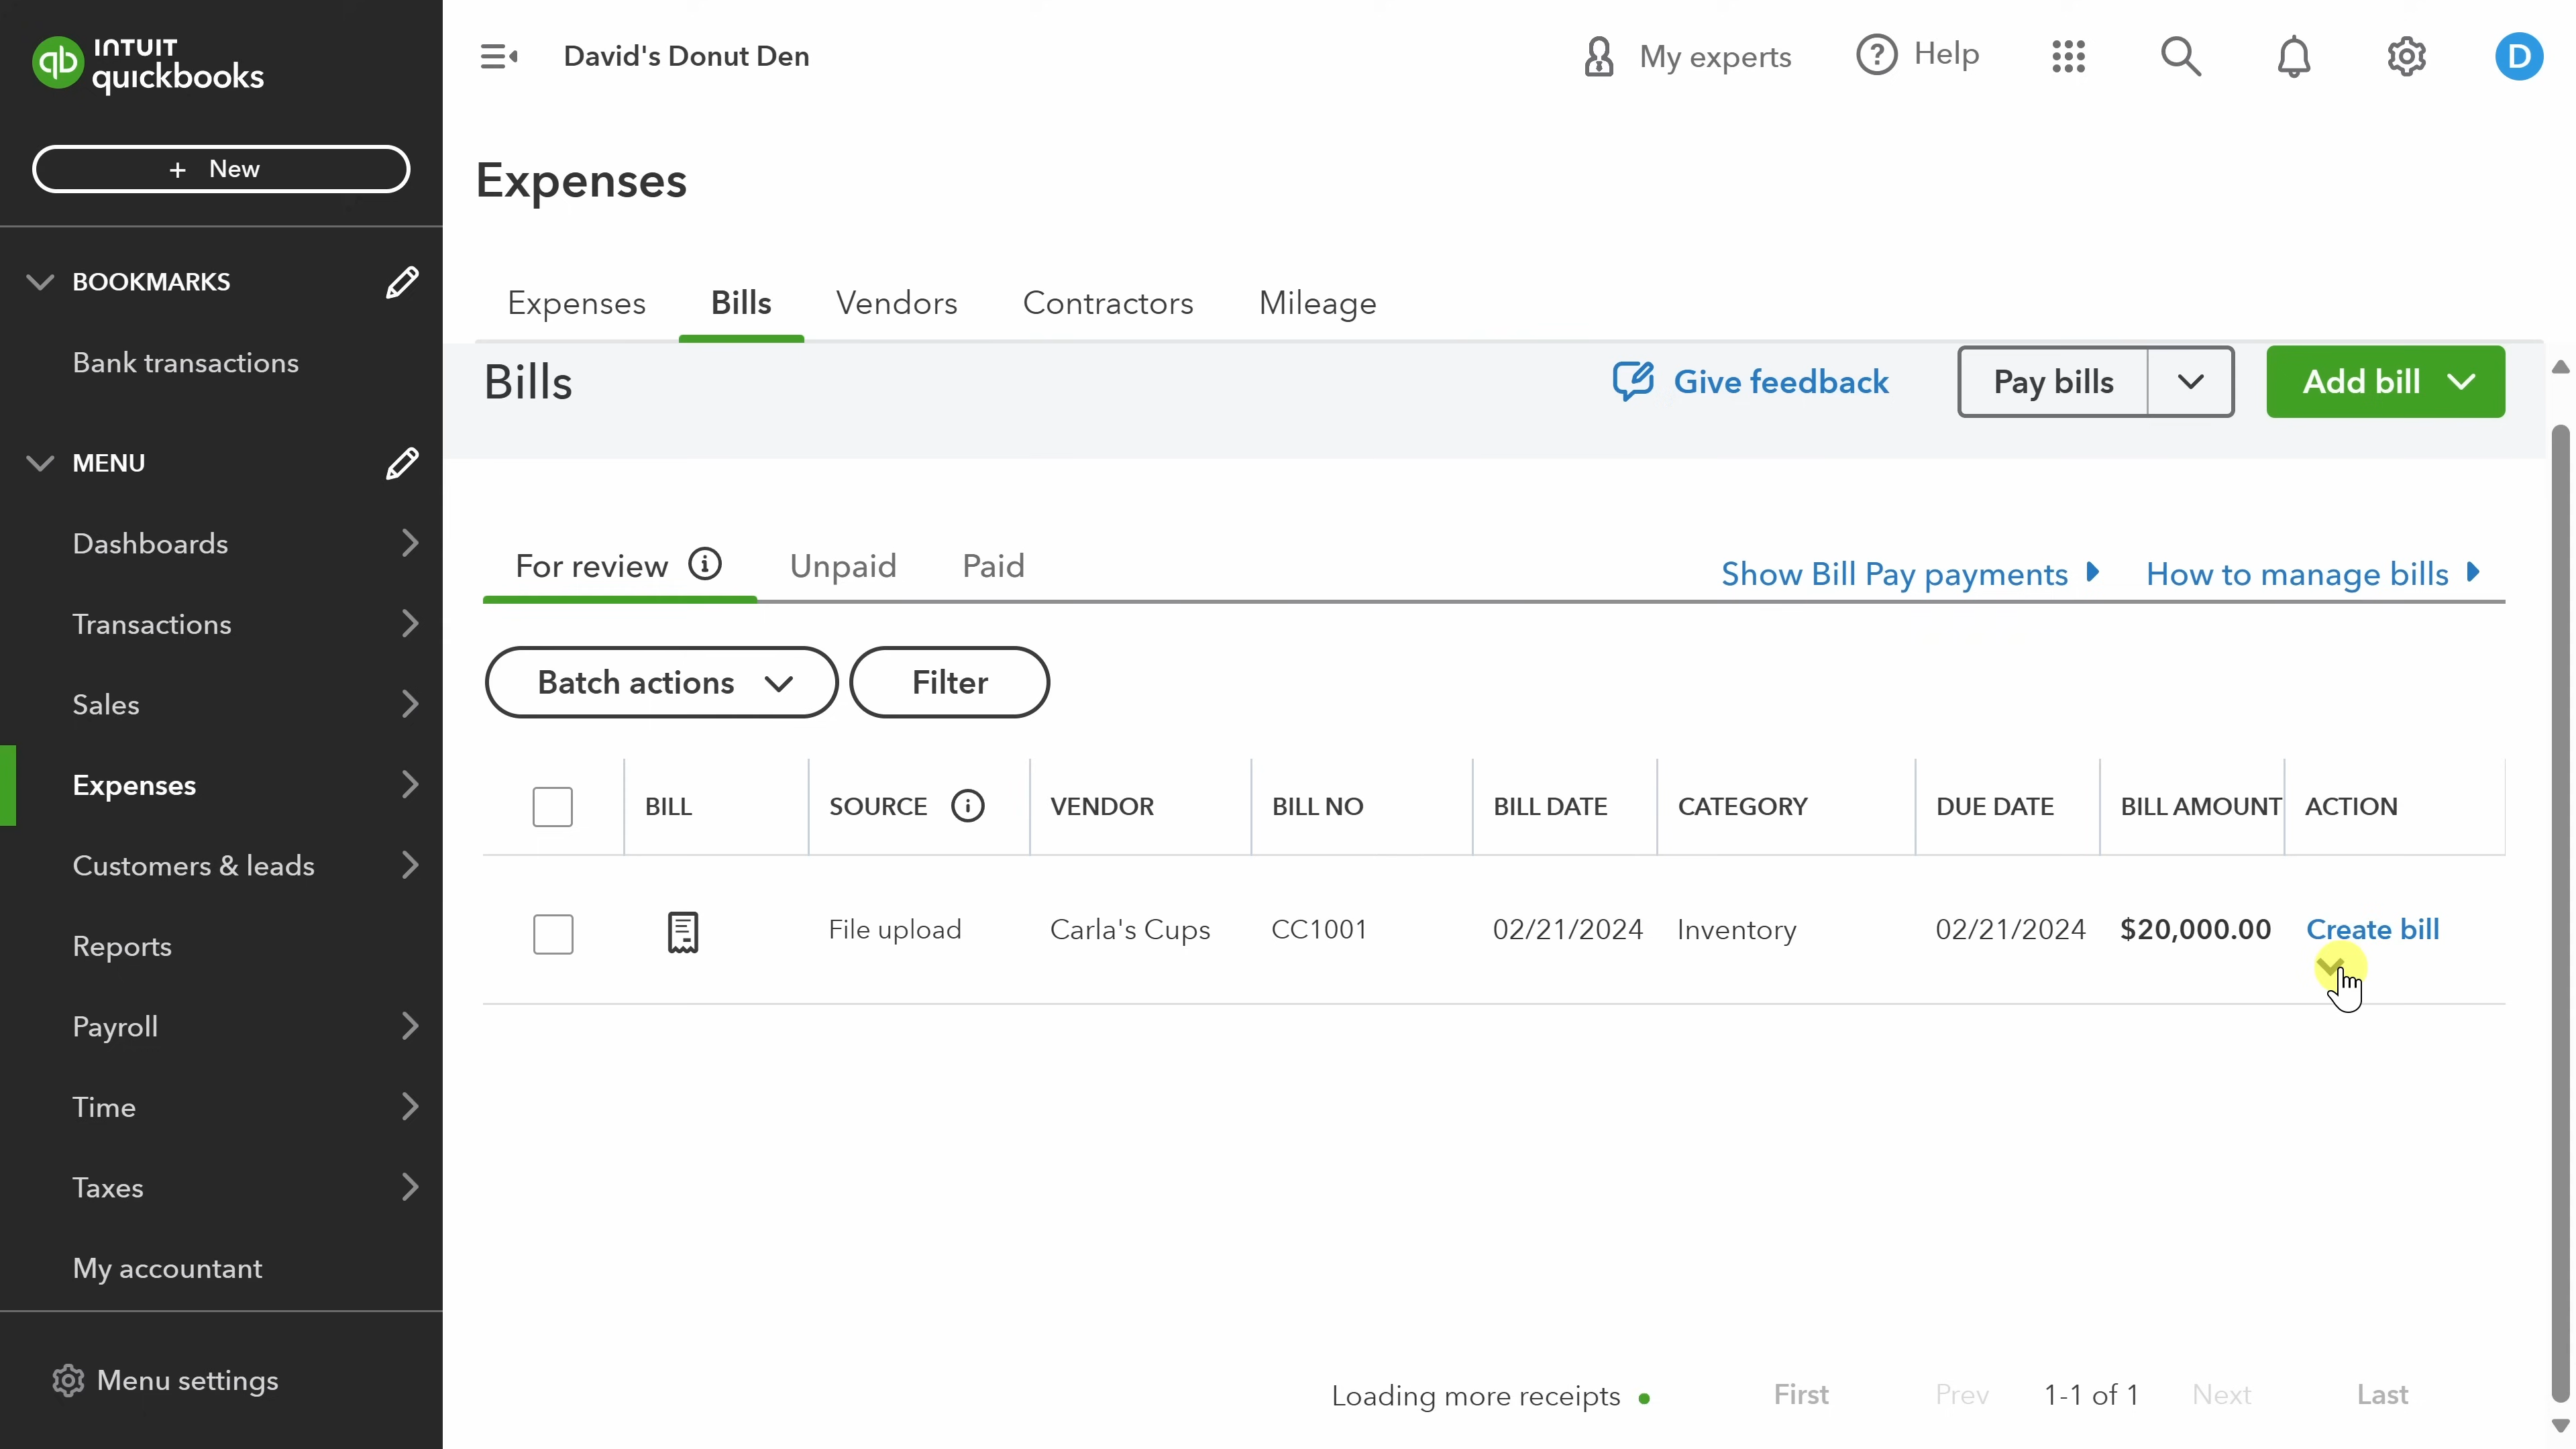 INTUIT
quickbooks
David's Donut Den
My experts
Help
D
+ New
Expenses
BOOKMARKS
Bank transactions
MENU
Dashboards
Transactions
Sales
Expenses
Customers & leads
Reports
Payroll
Time
Taxes
My accountant
Menu settings
Expenses Bills Vendors Contractors Mileage
Bills
Give feedback
Pay bills
Add bill
For review Unpaid Paid
Show Bill Pay payments
How to manage bills
Batch actions
Filter
BILL SOURCE VENDOR BILL NO BILL DATE CATEGORY DUE DATE BILL AMOUNT ACTION
File upload Carla's Cups CC1001 02/21/2024 Inventory 02/21/2024 $20,000.00 Create bill
Loading more receipts First Prev 1-1 of 1 Next Last